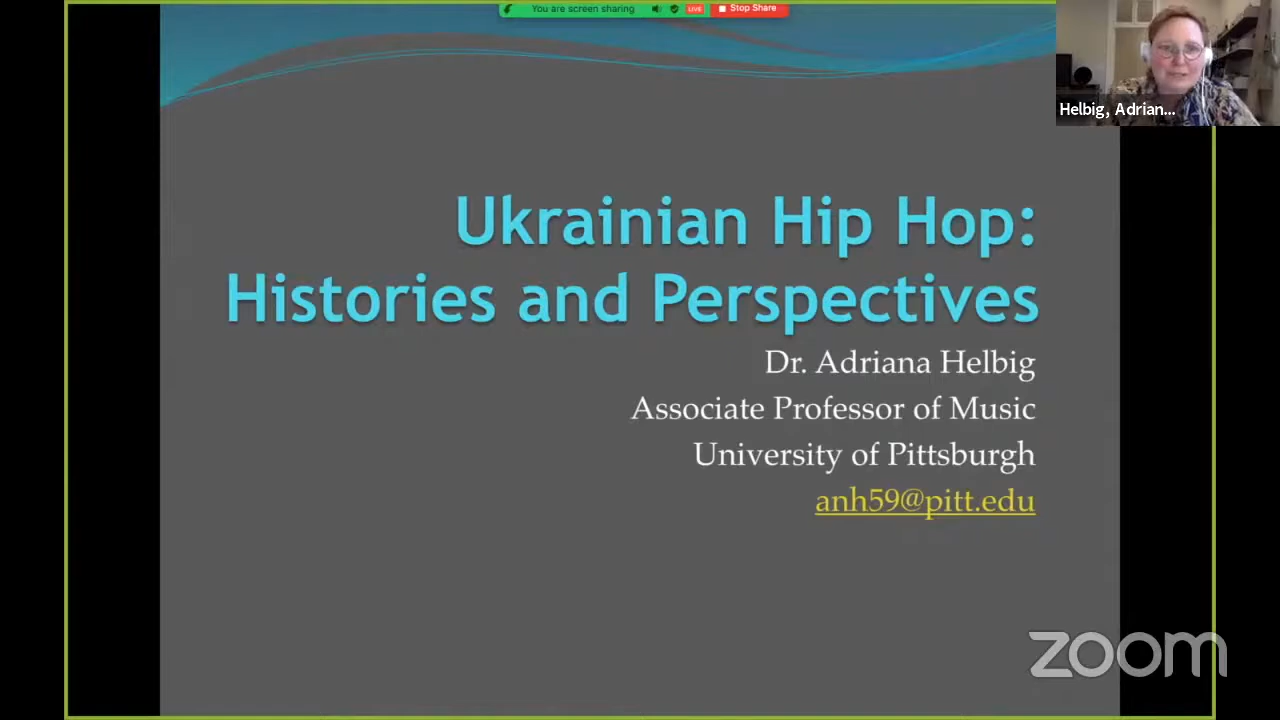 You are screen sharing
LIVE
Stop Share
Helbig, Adrian...
Ukrainian Hip Hop:
Histories and Perspectives
Dr. Adriana Helbig
Associate Professor of Music
University of Pittsburgh
anh59@pitt.edu
zoom